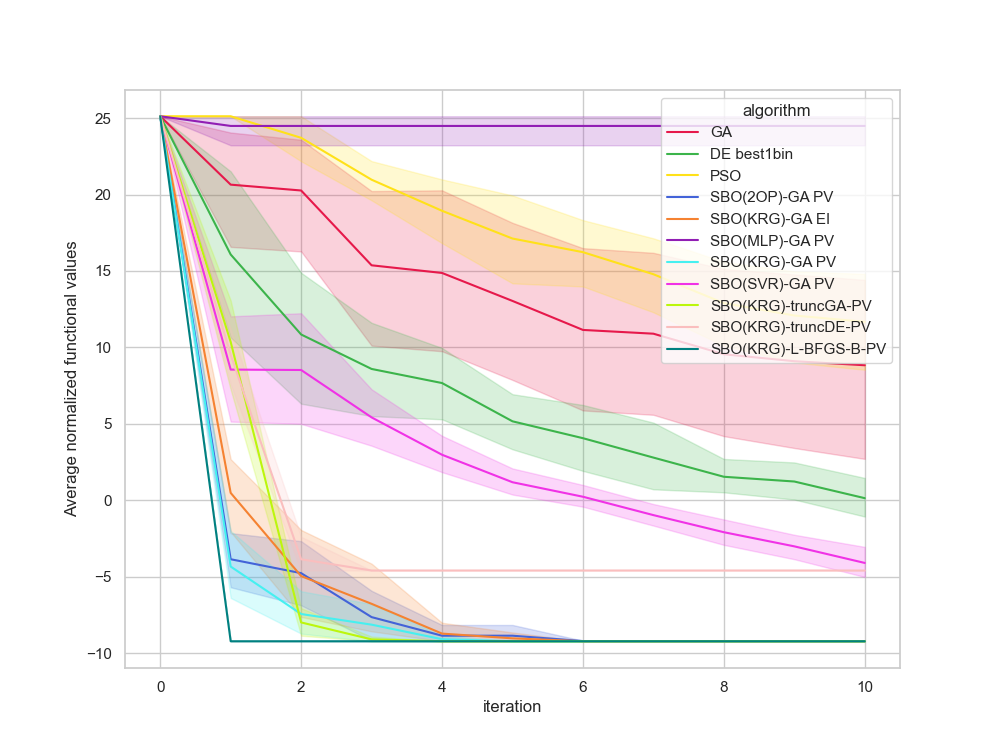 algorithm
GA
DE best1bin
PSO
SBO(2OP)-GA PV
SBO(KRG)-GA EI
SBO(MLP)-GA PV
SBO(KRG)-GA PV
SBO(SVR)-GA PV
SBO(KRG)-truncGA-PV
SBO(KRG)-truncDE-PV
SBO(KRG)-L-BFGS-B-PV
Average normalized functional values
25
20
15
10
5
0
−5
−10
0 2 4 6 8 10
iteration